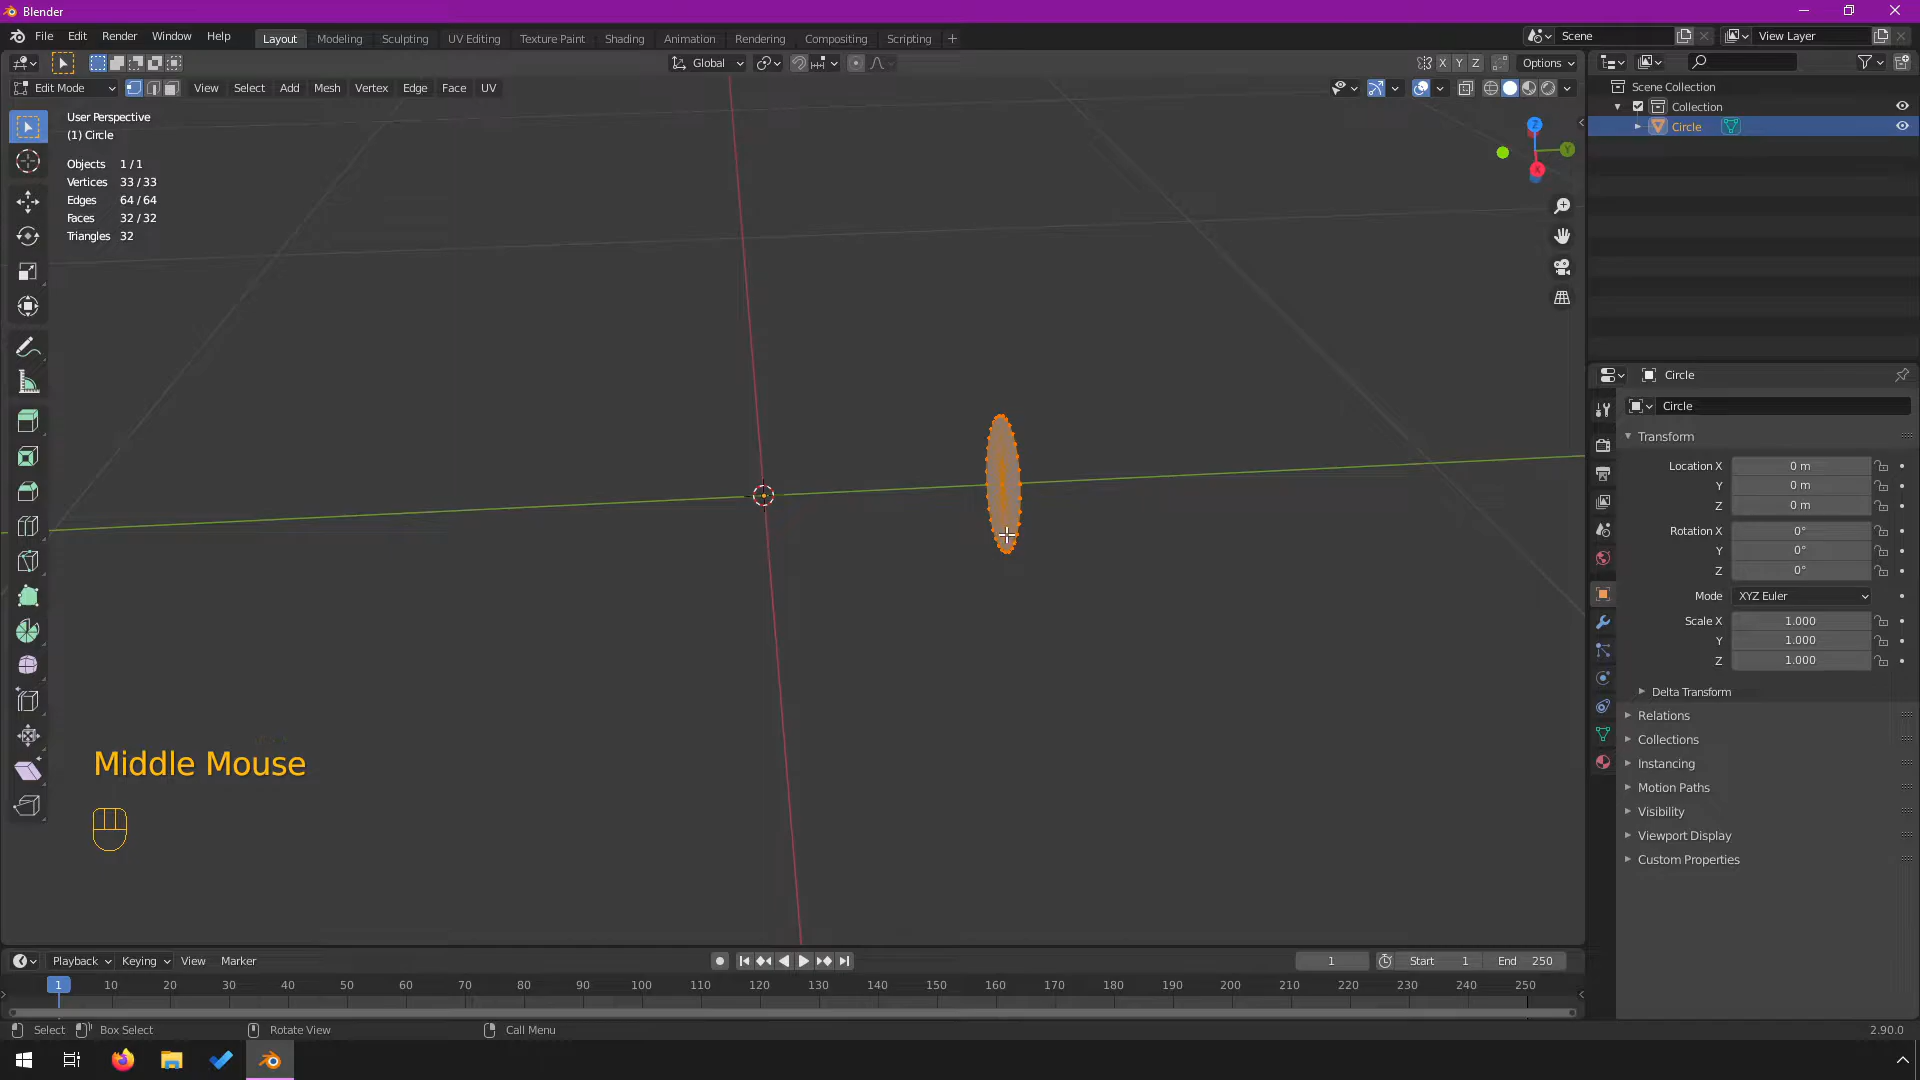 Blender
File Edit Render Window Help
Layout Modeling Sculpting UV Editing Texture Paint Shading Animation Rendering Compositing Scripting +
Scene
View Layer
Global
X Y Z
Options
Edit Mode View Select Add Mesh Vertex Edge Face UV
User Perspective
(1) Circle
Objects 1 / 1
Vertices 33 / 33
Edges 64 / 64
Faces 32 / 32
Triangles 32
Z
Y
X
Scene Collection
Collection
Circle
Circle
Circle
Transform
Location X 0 m
Y 0 m
Z 0 m
Rotation X 0°
Y 0°
Z 0°
Mode XYZ Euler
Scale X 1.000
Y 1.000
Z 1.000
Delta Transform
Relations
Collections
Instancing
Motion Paths
Visibility
Viewport Display
Custom Properties
Middle Mouse
Playback Keying View Marker
1
Start 1
End 250
1 10 20 30 40 50 60 70 80 90 100 110 120 130 140 150 160 170 180 190 200 210 220 230 240 250
Select Box Select Rotate View Call Menu
2.90.0